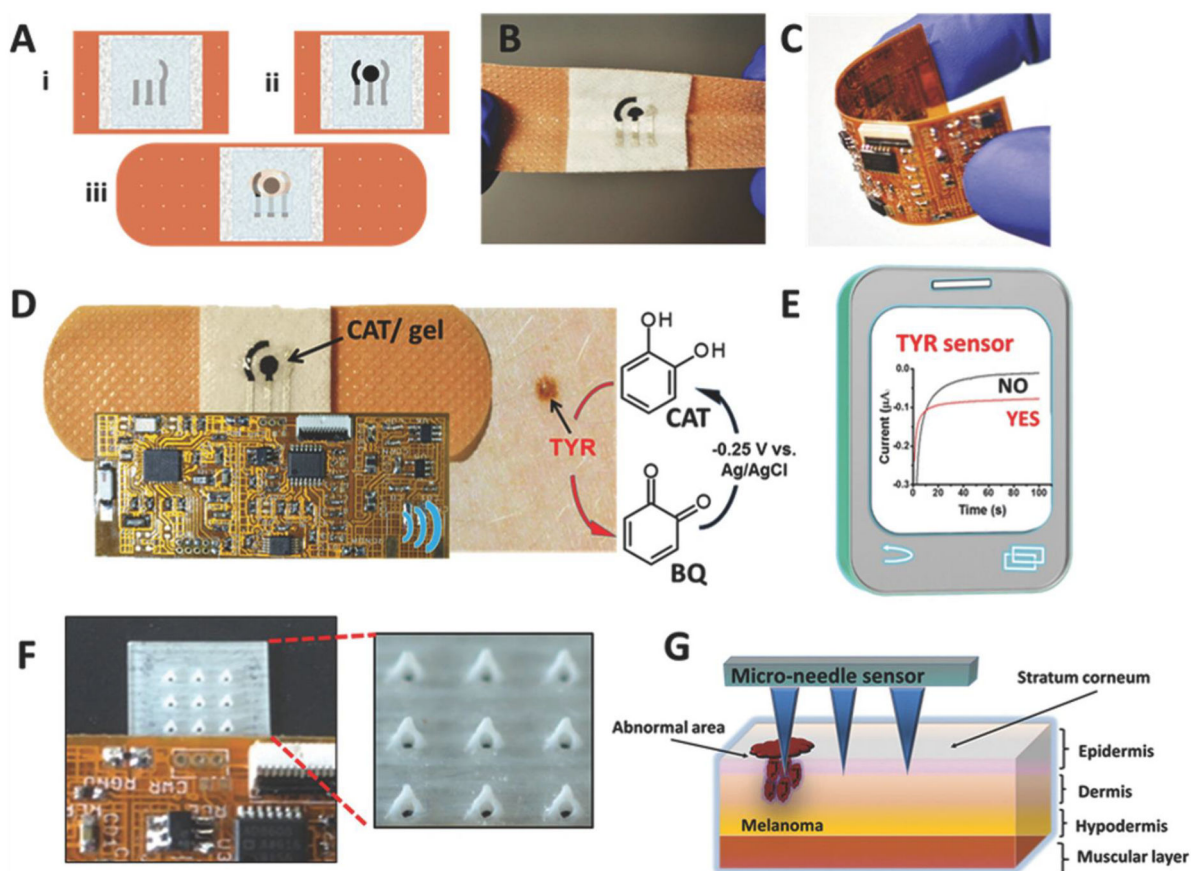 A
i
ii
iii
B
C
D
CAT/ gel
TYR
OH
OH
CAT
-0.25 V vs.
Ag/AgCl
O
O
BQ
E
TYR sensor
NO
YES
Current (µA
0.0
-0.1
-0.2
-0.3
0 20 40 60 80 100
Time (s)
F
RGND
CWR
G
Micro-needle sensor
Stratum corneum
Abnormal area
Epidermis
Dermis
Hypodermis
Muscular layer
Melanoma